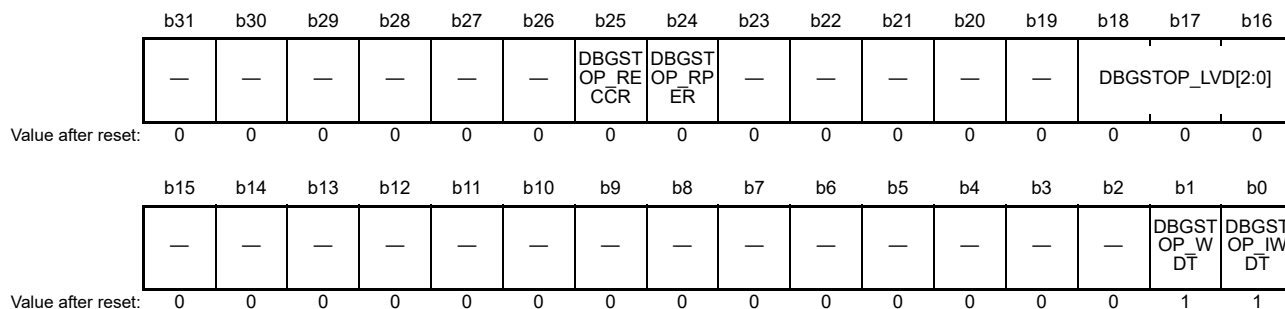 b31 b30 b29 b28 b27 b26 b25 b24 b23 b22 b21 b20 b19 b18 b17 b16
— — — — — — DBGST OP_RE CCR DBGST OP_RP ER — — — — — DBGSTOP_LVD[2:0]
Value after reset: 0 0 0 0 0 0 0 0 0 0 0 0 0 0 0 0
b15 b14 b13 b12 b11 b10 b9 b8 b7 b6 b5 b4 b3 b2 b1 b0
— — — — — — — — — — — — — — DBGST OP_W DT DBGST OP_IW DT
Value after reset: 0 0 0 0 0 0 0 0 0 0 0 0 0 0 1 1